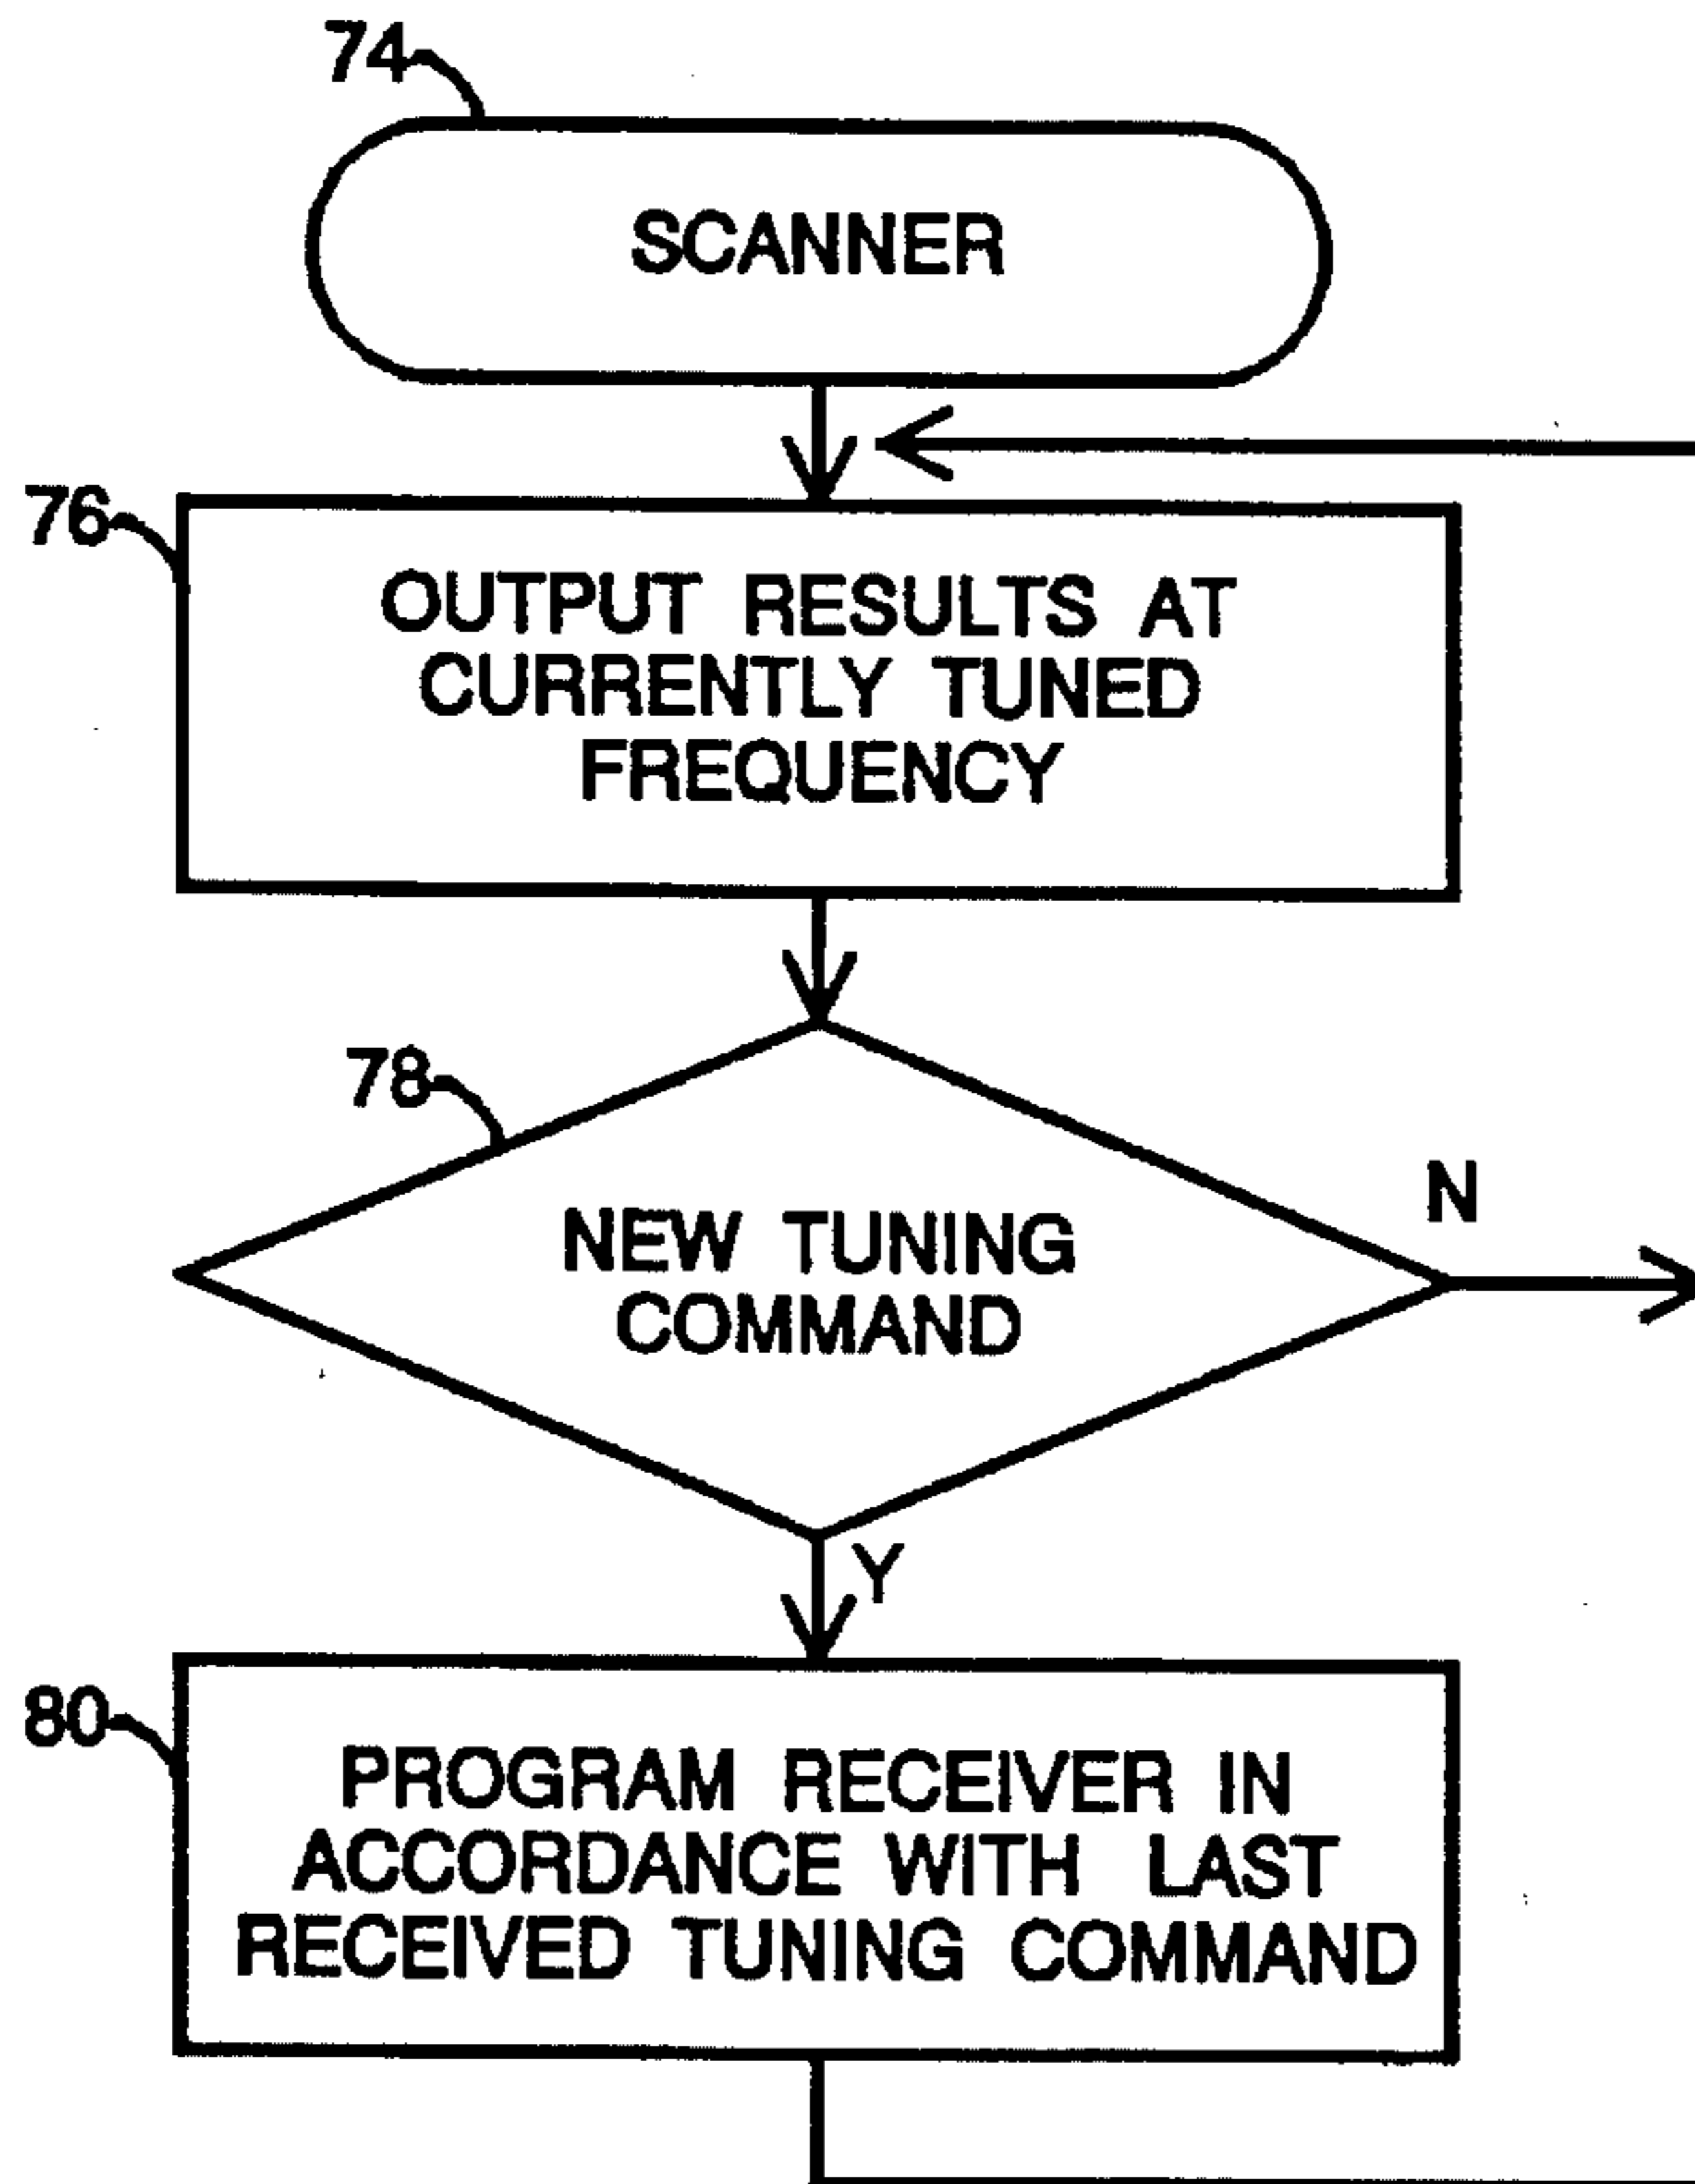 74
SCANNER
76
OUTPUT RESULTS AT
CURRENTLY TUNED
FREQUENCY
78
NEW TUNING
COMMAND
N
Y
80
PROGRAM RECEIVER IN
ACCORDANCE WITH LAST
RECEIVED TUNING COMMAND